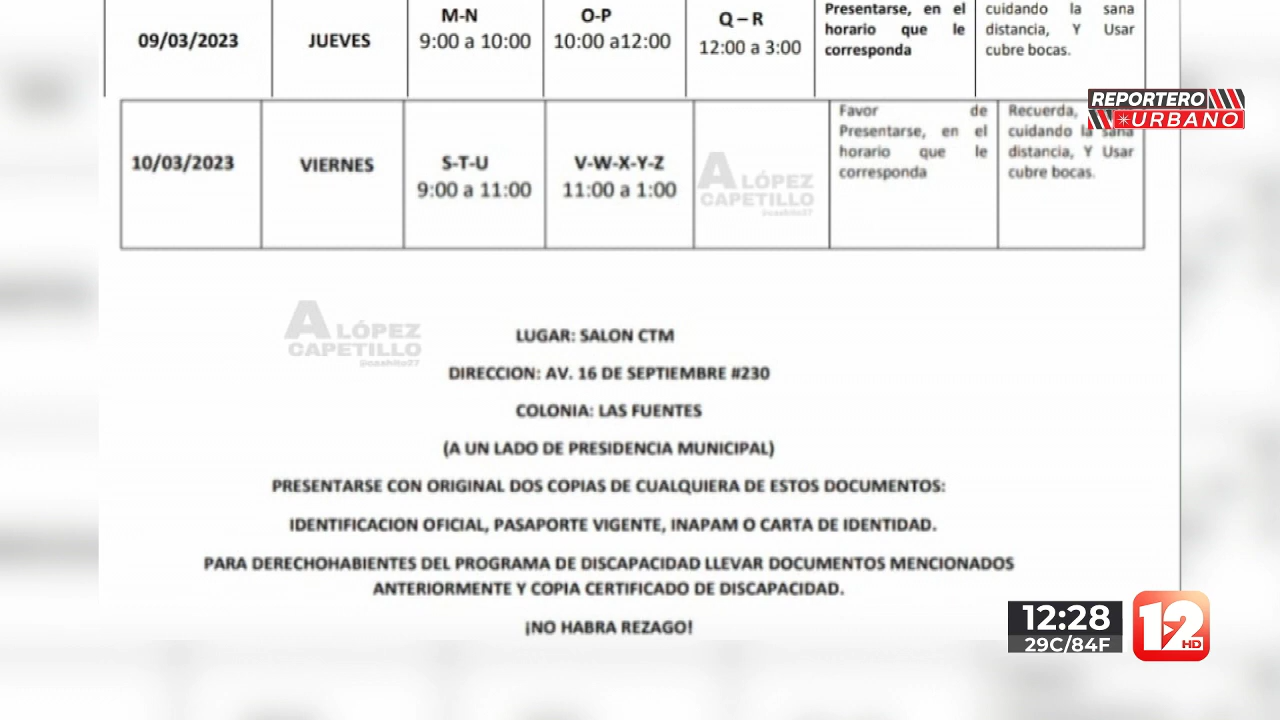 M-N
O-P
Q – R
09/03/2023
JUEVES
9:00 a 10:00
10:00 a12:00
12:00 a 3:00
Presentarse, en el
horario que le
corresponda
cuidando la sana
distancia, Y Usar
cubre bocas.
REPORTERO
URBANO
10/03/2023
VIERNES
S-T-U
9:00 a 11:00
V-W-X-Y-Z
11:00 a 1:00
A LÓPEZ
CAPETILLO
Favor de
Presentarse, en el
horario que le
corresponda
Recuerda,
cuidando la sana
distancia, Y Usar
cubre bocas.
A LÓPEZ
CAPETILLO
LUGAR: SALON CTM
DIRECCION: AV. 16 DE SEPTIEMBRE #230
COLONIA: LAS FUENTES
(A UN LADO DE PRESIDENCIA MUNICIPAL)
PRESENTARSE CON ORIGINAL DOS COPIAS DE CUALQUIERA DE ESTOS DOCUMENTOS:
IDENTIFICACION OFICIAL, PASAPORTE VIGENTE, INAPAM O CARTA DE IDENTIDAD.
PARA DERECHOHABIENTES DEL PROGRAMA DE DISCAPACIDAD LLEVAR DOCUMENTOS MENCIONADOS
ANTERIORMENTE Y COPIA CERTIFICADO DE DISCAPACIDAD.
¡NO HABRA REZAGO!
12:28
29C/84F
12
HD